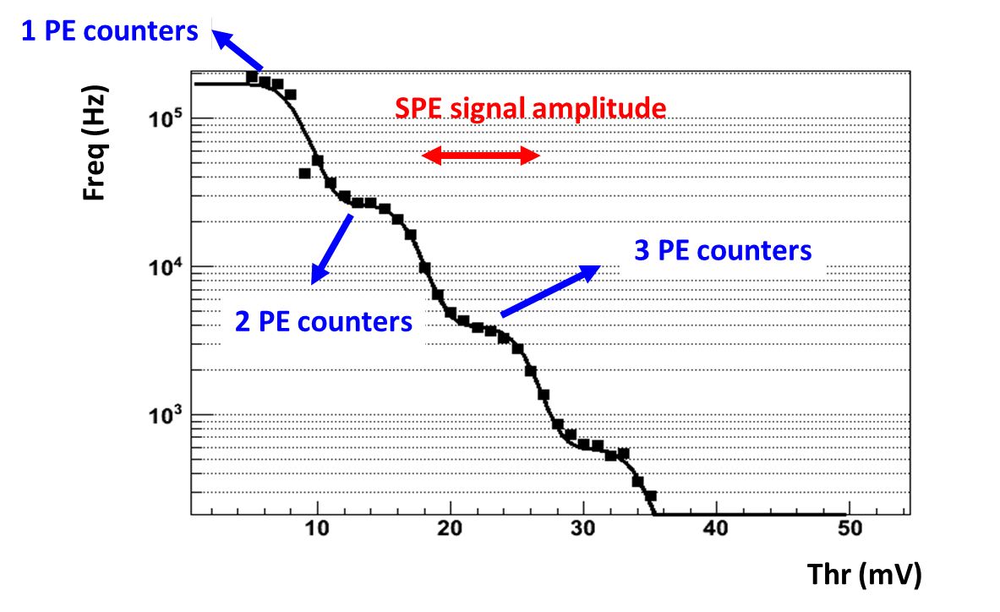 1 PE counters
Freq (Hz)
SPE signal amplitude
10⁵
3 PE counters
10⁴
2 PE counters
10³
10 20 30 40 50
Thr (mV)